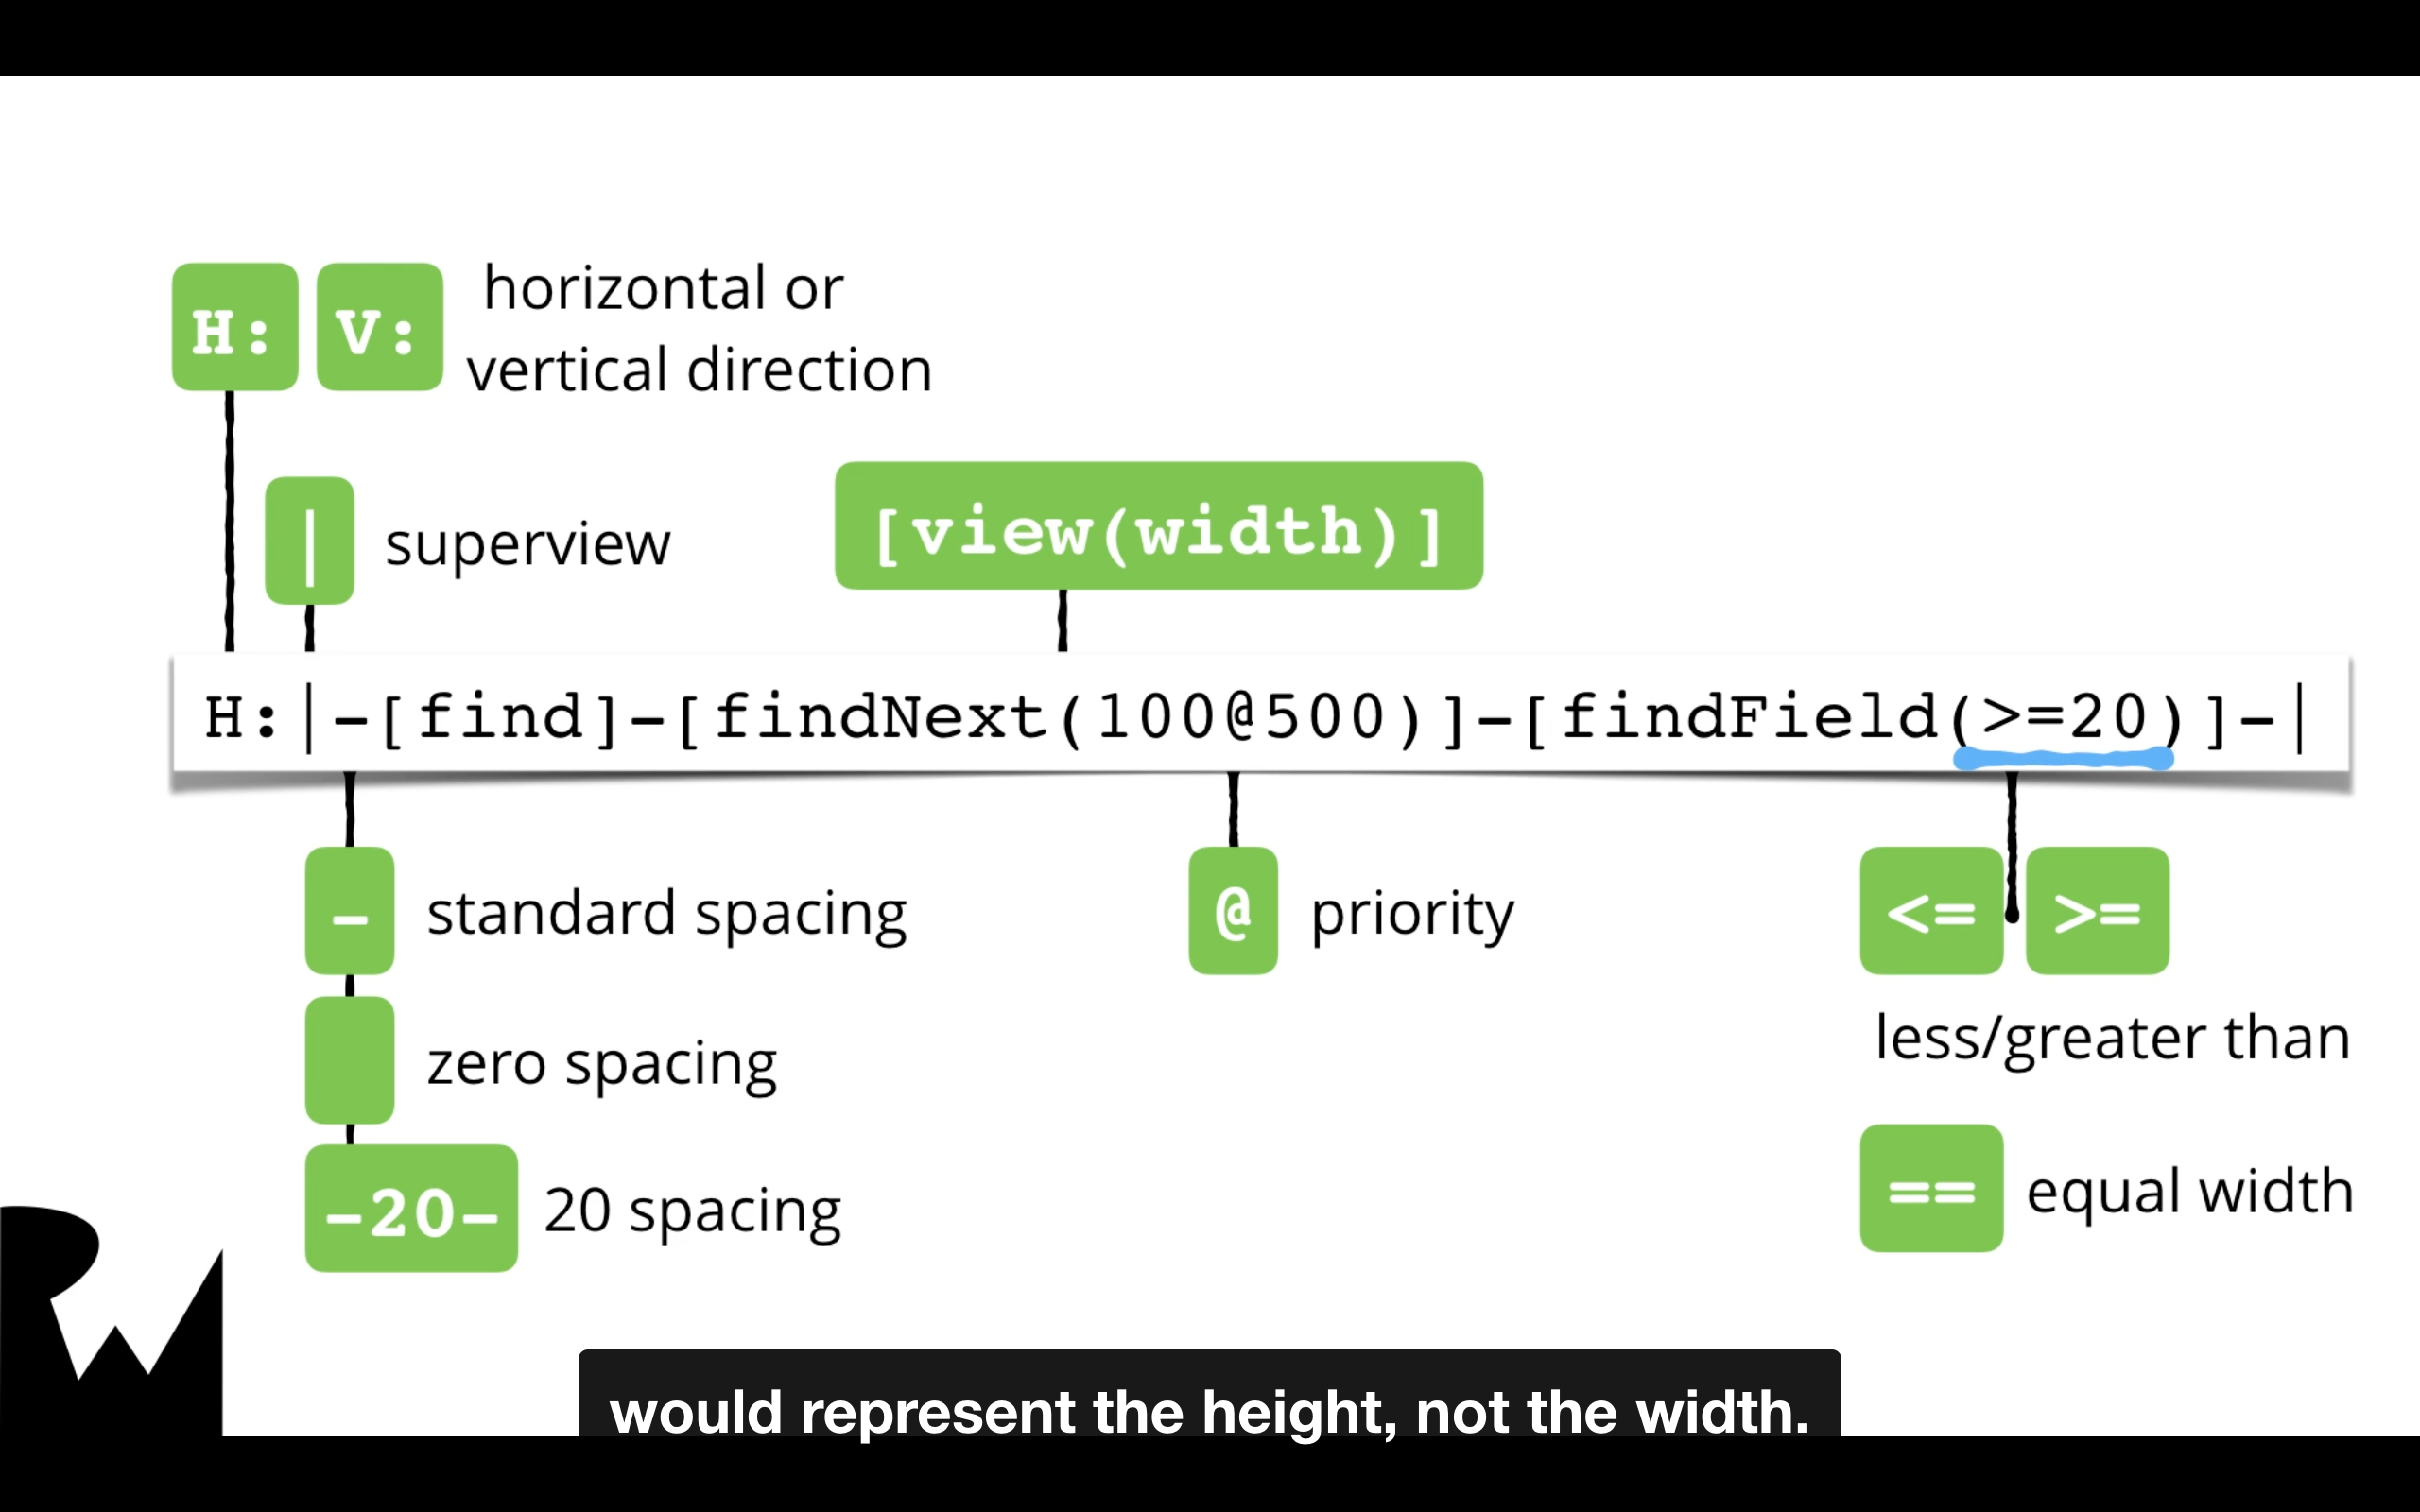 H: V: horizontal or
vertical direction
| superview
[view(width)]
H:|-[find]-[findNext(100@500)]-[findField(>=20)]-|
- standard spacing
@ priority
<= >=
less/greater than
zero spacing
-20- 20 spacing
== equal width
RW
would represent the height, not the width.